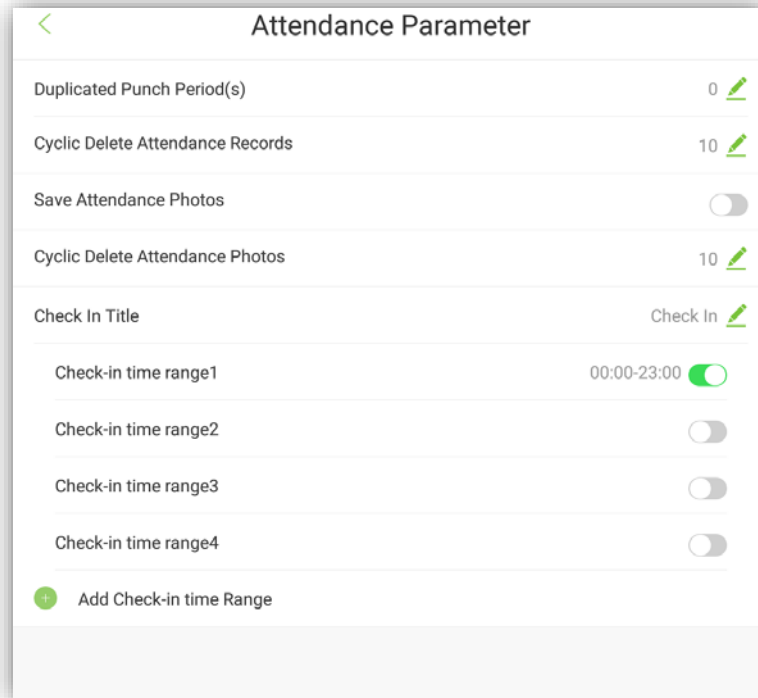 Attendance Parameter
Duplicated Punch Period(s) 0
Cyclic Delete Attendance Records 10
Save Attendance Photos
Cyclic Delete Attendance Photos 10
Check In Title Check In
Check-in time range1 00:00-23:00
Check-in time range2
Check-in time range3
Check-in time range4
Add Check-in time Range